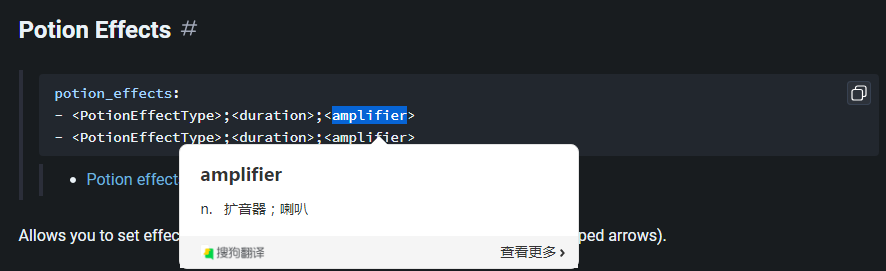 Potion Effects #
potion_effects:
- <PotionEffectType>;<duration>;<amplifier>
- <PotionEffectType>;<duration>;<amplifier>
amplifier
n. 扩音器；喇叭
搜狗翻译
查看更多 ›
• Potion effect
Allows you to set effec
ped arrows).